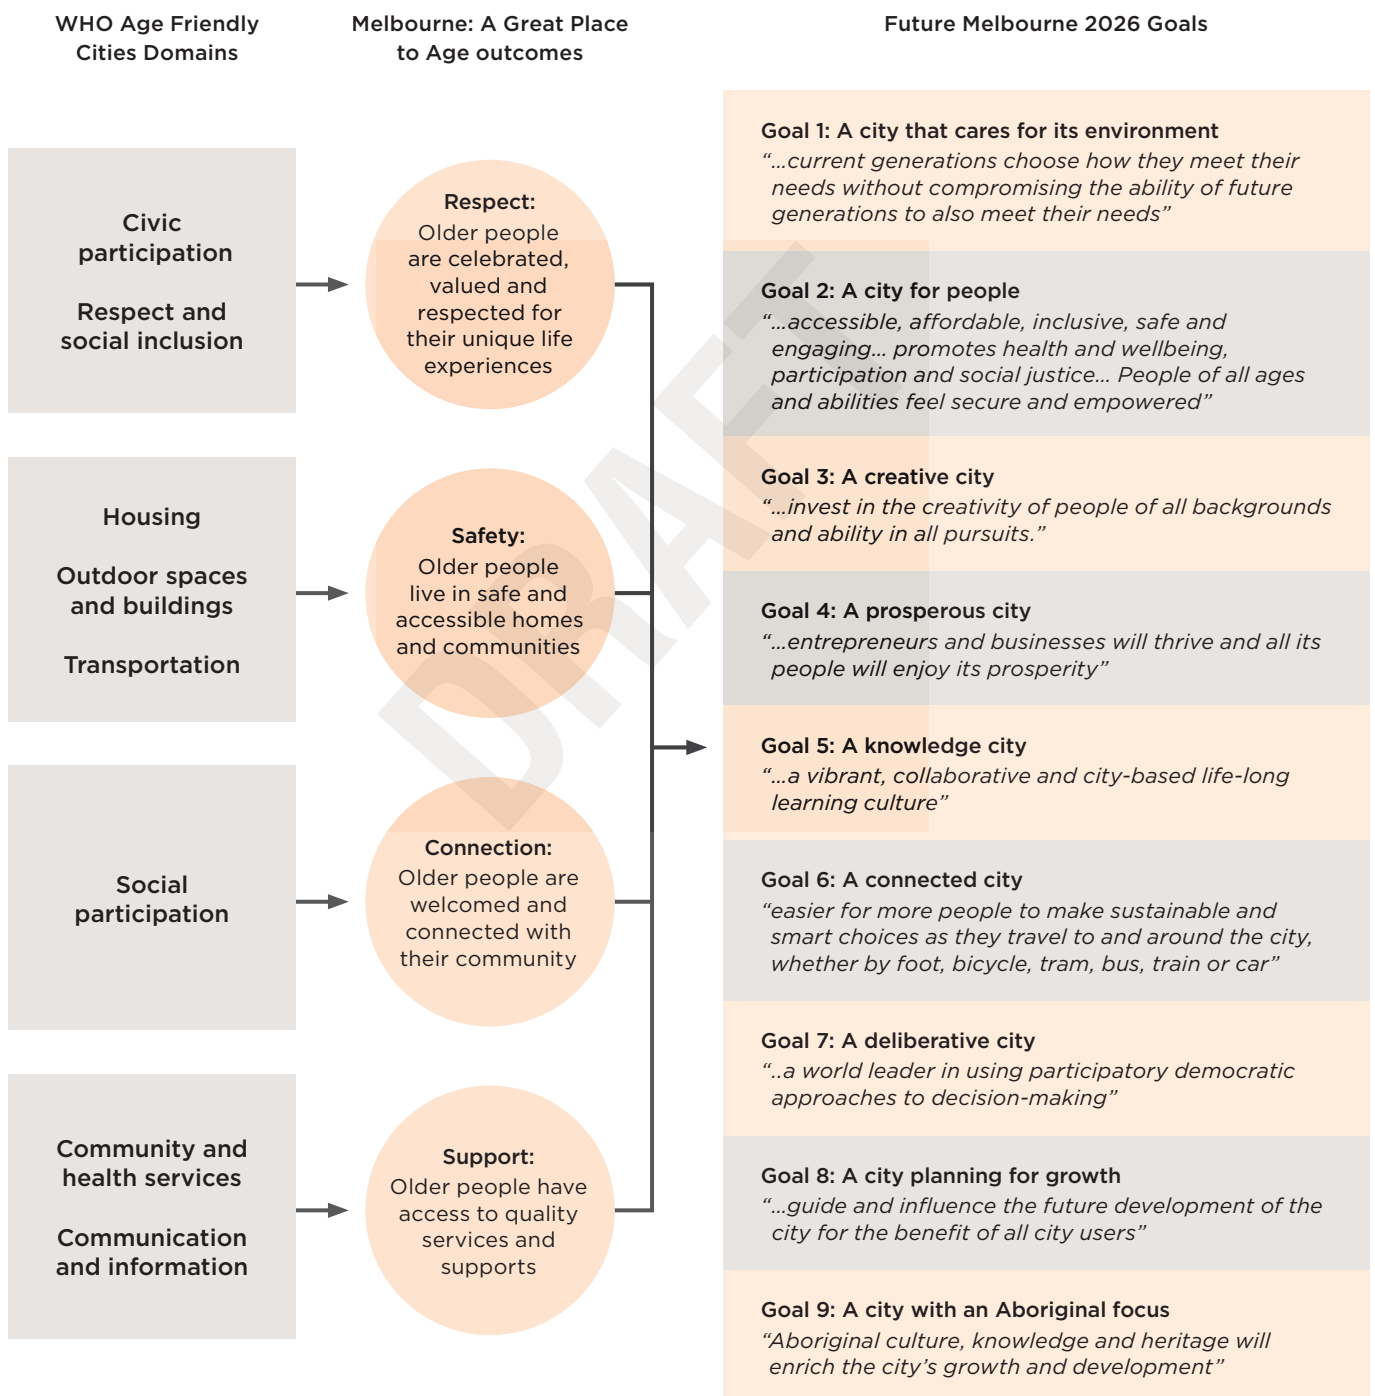 WHO Age Friendly
Cities Domains
Melbourne: A Great Place
to Age outcomes
Future Melbourne 2026 Goals
Civic
participation
Respect and
social inclusion
Housing
Outdoor spaces
and buildings
Transportation
Social
participation
Community and
health services
Communication
and information
Respect:
Older people
are celebrated,
valued and
respected for
their unique life
experiences
Safety:
Older people
live in safe and
accessible homes
and communities
Connection:
Older people are
welcomed and
connected with
their community
Support:
Older people have
access to quality
services and
supports
Goal 1: A city that cares for its environment
“...current generations choose how they meet their
needs without compromising the ability of future
generations to also meet their needs”
Goal 2: A city for people
“...accessible, affordable, inclusive, safe and
engaging... promotes health and wellbeing,
participation and social justice... People of all ages
and abilities feel secure and empowered”
Goal 3: A creative city
“...invest in the creativity of people of all backgrounds
and ability in all pursuits.”
Goal 4: A prosperous city
“...entrepreneurs and businesses will thrive and all its
people will enjoy its prosperity”
Goal 5: A knowledge city
“...a vibrant, collaborative and city-based life-long
learning culture”
Goal 6: A connected city
“easier for more people to make sustainable and
smart choices as they travel to and around the city,
whether by foot, bicycle, tram, bus, train or car”
Goal 7: A deliberative city
“..a world leader in using participatory democratic
approaches to decision-making”
Goal 8: A city planning for growth
“...guide and influence the future development of the
city for the benefit of all city users”
Goal 9: A city with an Aboriginal focus
“Aboriginal culture, knowledge and heritage will
enrich the city’s growth and development”
DRAFT